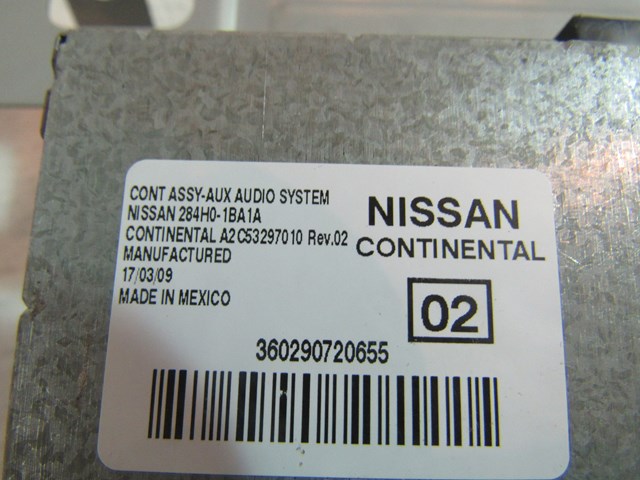 CONT ASSY-AUX AUDIO SYSTEM
NISSAN 284H0-1BA1A
CONTINENTAL A2C53297010 Rev.02
MANUFACTURED
17/03/09
MADE IN MEXICO
NISSAN
CONTINENTAL
02
360290720655